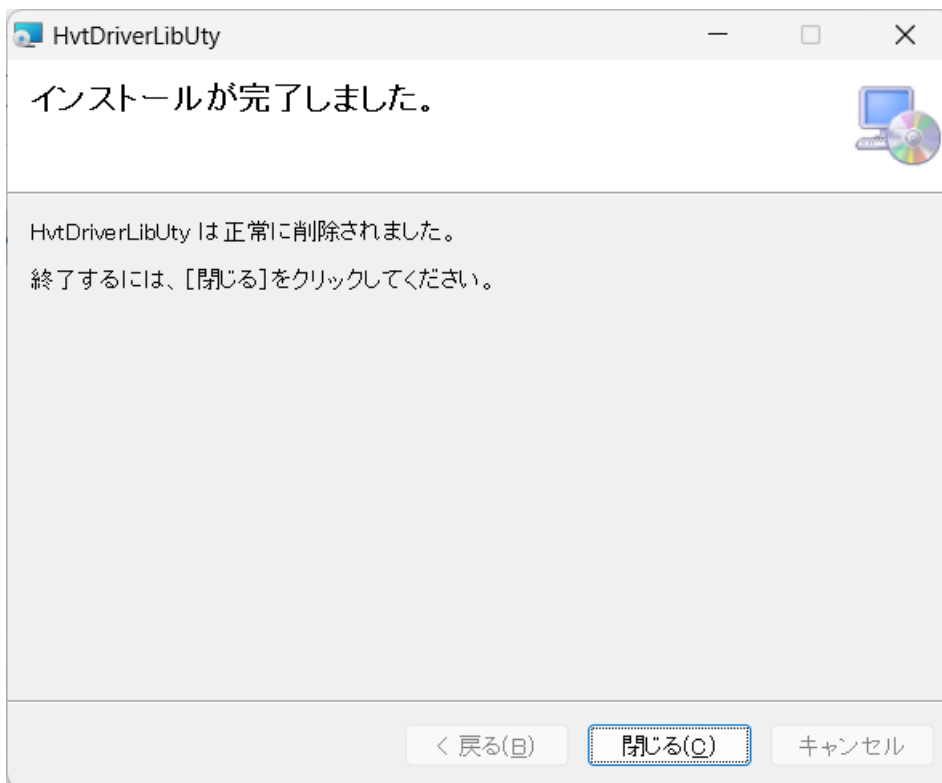 HvtDriverLibUty
インストールが完了しました。
HvtDriverLibUty は正常に削除されました。
終了するには、[閉じる]をクリックしてください。
< 戻る(B)
閉じる(C)
キャンセル